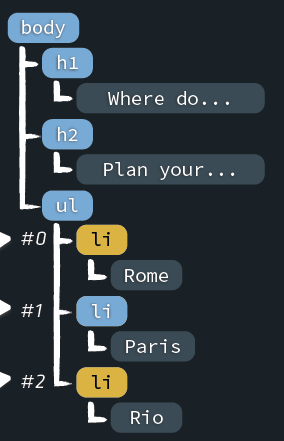 body
h1
Where do...
h2
Plan your...
ul
#0 li
Rome
#1 li
Paris
#2 li
Rio